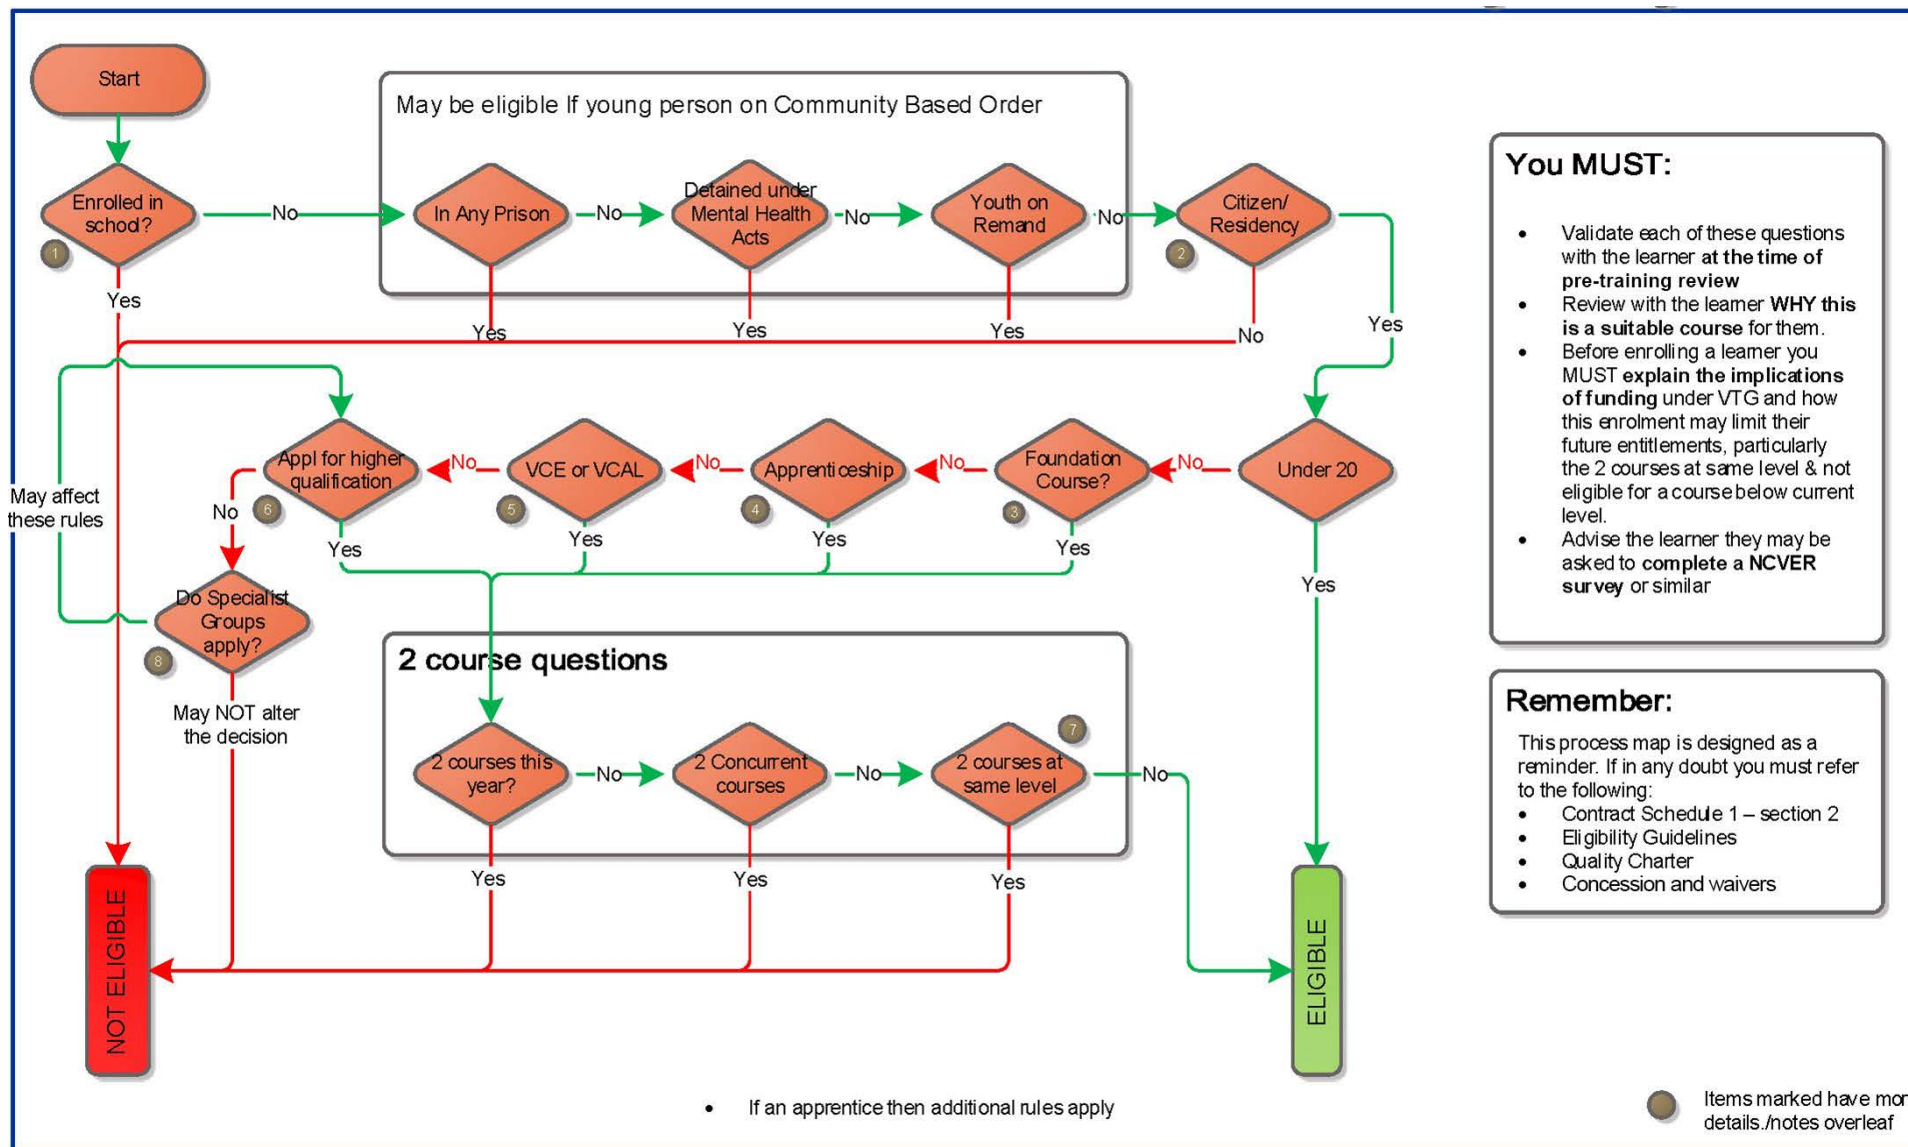 Start
May be eligible If young person on Community Based Order
Enrolled in
school?
1
No
In Any Prison
No
Detained under
Mental Health
Acts
No
Youth on
Remand
No
Citizen/
Residency
2
Yes
Yes
Yes
Yes
No
Yes
May affect
these rules
Appl for higher
qualification
6
No
VCE or VCAL
5
No
Apprenticeship
4
No
Foundation
Course?
3
No
Under 20
No
Yes
Yes
Yes
Yes
Yes
Do Specialist
Groups
apply?
8
May NOT alter
the decision
2 course questions
2 courses this
year?
No
2 Concurrent
courses
No
2 courses at
same level
7
No
Yes
Yes
Yes
NOT ELIGIBLE
ELIGIBLE
You MUST:
• Validate each of these questions
with the learner at the time of
pre-training review
• Review with the learner WHY this
is a suitable course for them.
• Before enrolling a learner you
MUST explain the implications
of funding under VTG and how
this enrolment may limit their
future entitlements, particularly
the 2 courses at same level & not
eligible for a course below current
level.
• Advise the learner they may be
asked to complete a NCVER
survey or similar
Remember:
This process map is designed as a
reminder. If in any doubt you must refer
to the following:
• Contract Schedule 1 – section 2
• Eligibility Guidelines
• Quality Charter
• Concession and waivers
• If an apprentice then additional rules apply
Items marked have mor
details./notes overleaf